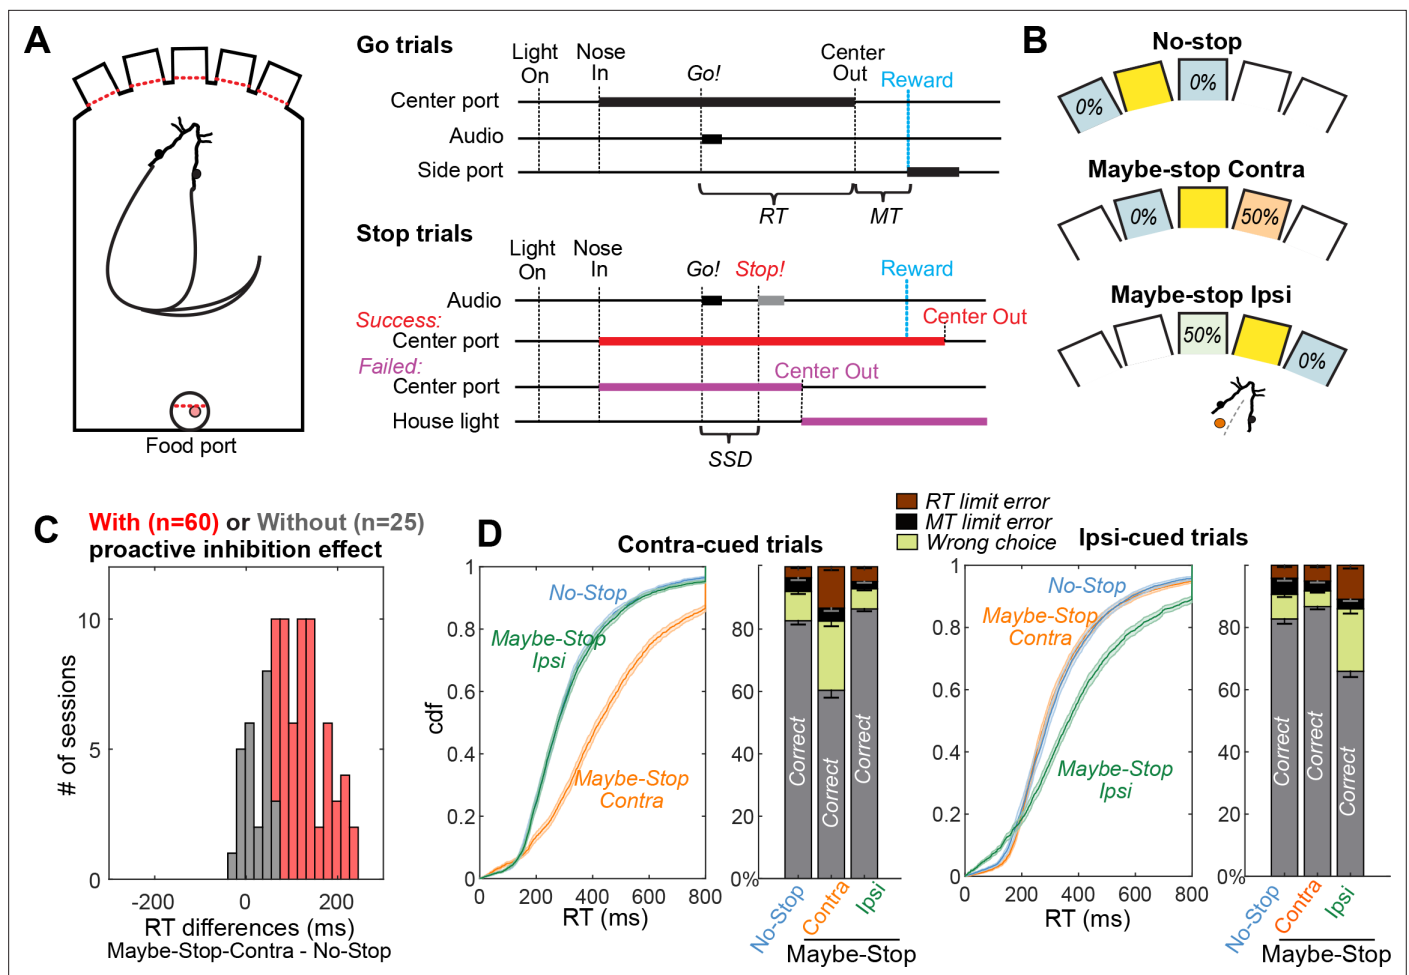 A
Food port
Go trials
Light On
Nose In
Go!
Center Out
Reward
Center port
Audio
Side port
RT
MT
Stop trials
Light On
Nose In
Go!
Stop!
Reward
Audio
Success:
Center Out
Center port
Failed:
Center Out
Center port
House light
SSD
B
No-stop
0%
0%
Maybe-stop Contra
0%
50%
Maybe-stop Ipsi
50%
0%
C
With (n=60) or Without (n=25)
proactive inhibition effect
# of sessions
10
5
0
-200
0
200
RT differences (ms)
Maybe-Stop-Contra - No-Stop
D
RT limit error
MT limit error
Wrong choice
Contra-cued trials
cdf
1
0.8
0.6
0.4
0.2
0
No-Stop
Maybe-Stop
Ipsi
Maybe-Stop
Contra
0
200
400
600
800
RT (ms)
80
60
40
20
0%
Correct
Correct
Correct
No-Stop
Contra
Ipsi
Maybe-Stop
Ipsi-cued trials
1
0.8
0.6
0.4
0.2
0
No-Stop
Maybe-Stop
Contra
Maybe-Stop
Ipsi
0
200
400
600
800
RT (ms)
80
60
40
20
0%
Correct
Correct
Correct
No-Stop
Contra
Ipsi
Maybe-Stop